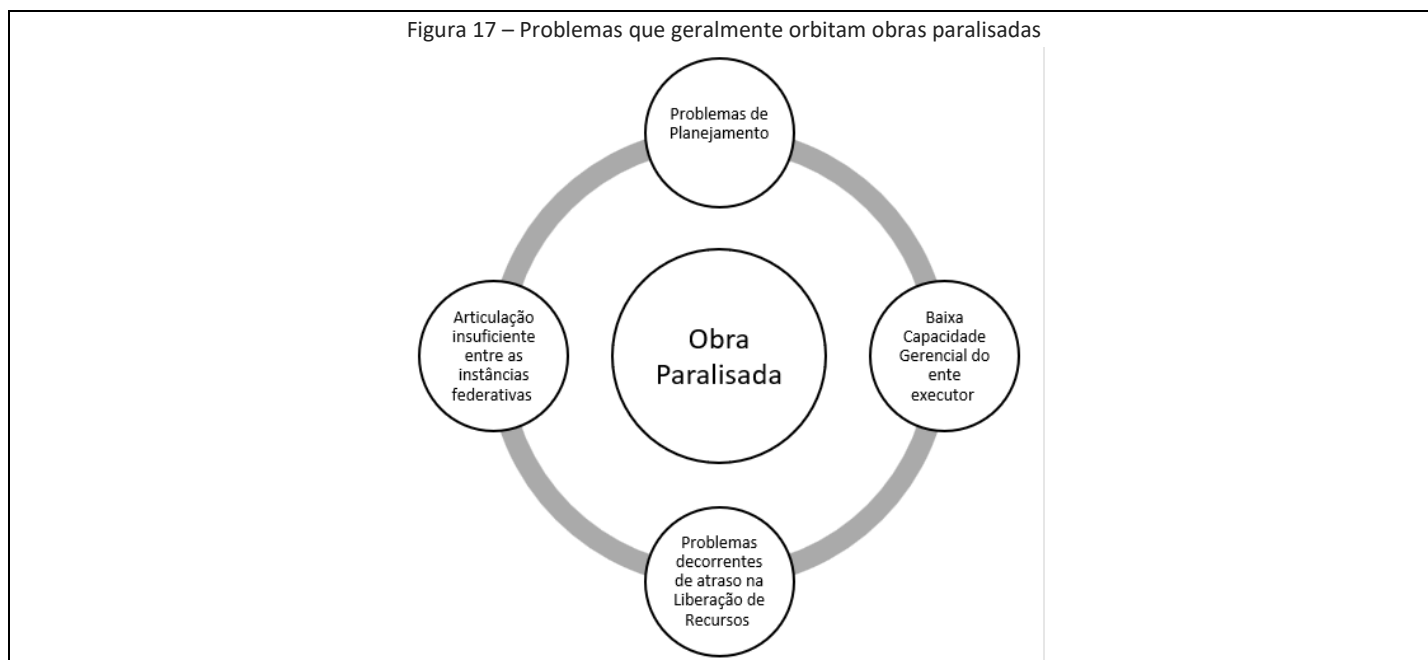 Figura 17 – Problemas que geralmente orbitam obras paralisadas
Problemas de
Planejamento
Articulação
insuficiente
entre as
instâncias
federativas
Obra
Paralisada
Baixa
Capacidade
Gerencial do
ente
executor
Problemas
decorrentes
de atraso na
Liberação de
Recursos